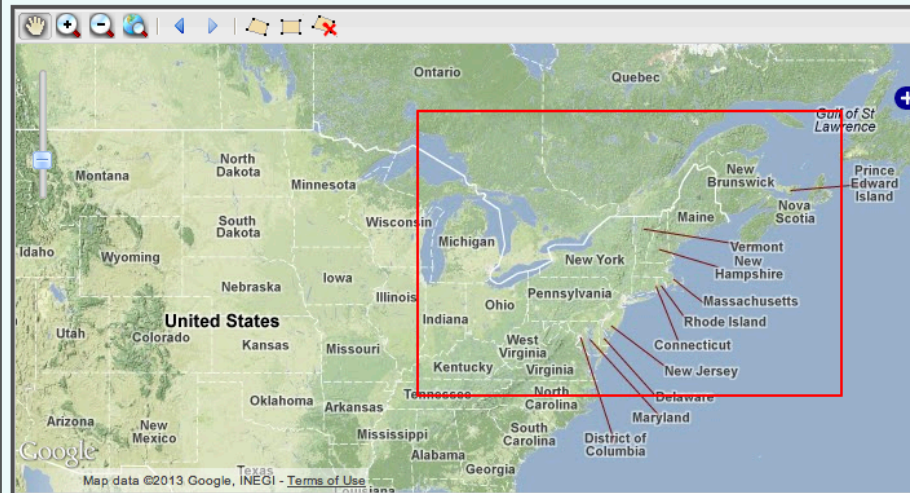 Ontario
Quebec
Gulf of St
Lawrence
Montana
North
Dakota
Minnesota
New
Brunswick
Prince
Edward
Island
Nova
Scotia
Maine
South
Dakota
Wisconsin
Michigan
Vermont
New
Hampshire
Idaho
Wyoming
New York
Nebraska
Iowa
Illinois
Ohio
Pennsylvania
Massachusetts
Indiana
Rhode Island
United States
Utah
Colorado
Kansas
Missouri
West
Virginia
Connecticut
Kentucky
Virginia
New Jersey
Tennessee
Delaware
Oklahoma
Arkansas
North
Carolina
Maryland
Arizona
New
Mexico
Mississippi
South
Carolina
District of
Columbia
Alabama
Georgia
Google
Texas
Map data ©2013 Google, INEGI - Terms of Use
Louisiana